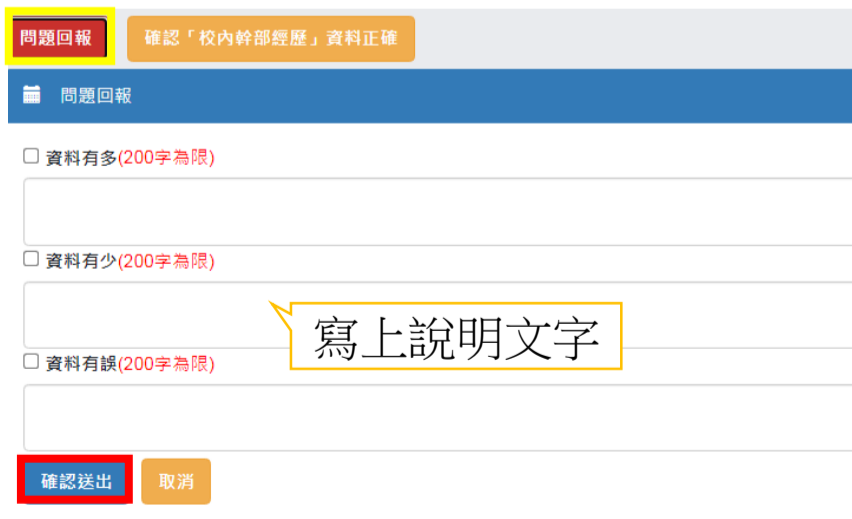 問題回報 確認「校內幹部經歷」資料正確
問題回報
資料有多(200字為限)
資料有少(200字為限)
寫上說明文字
資料有誤(200字為限)
確認送出 取消